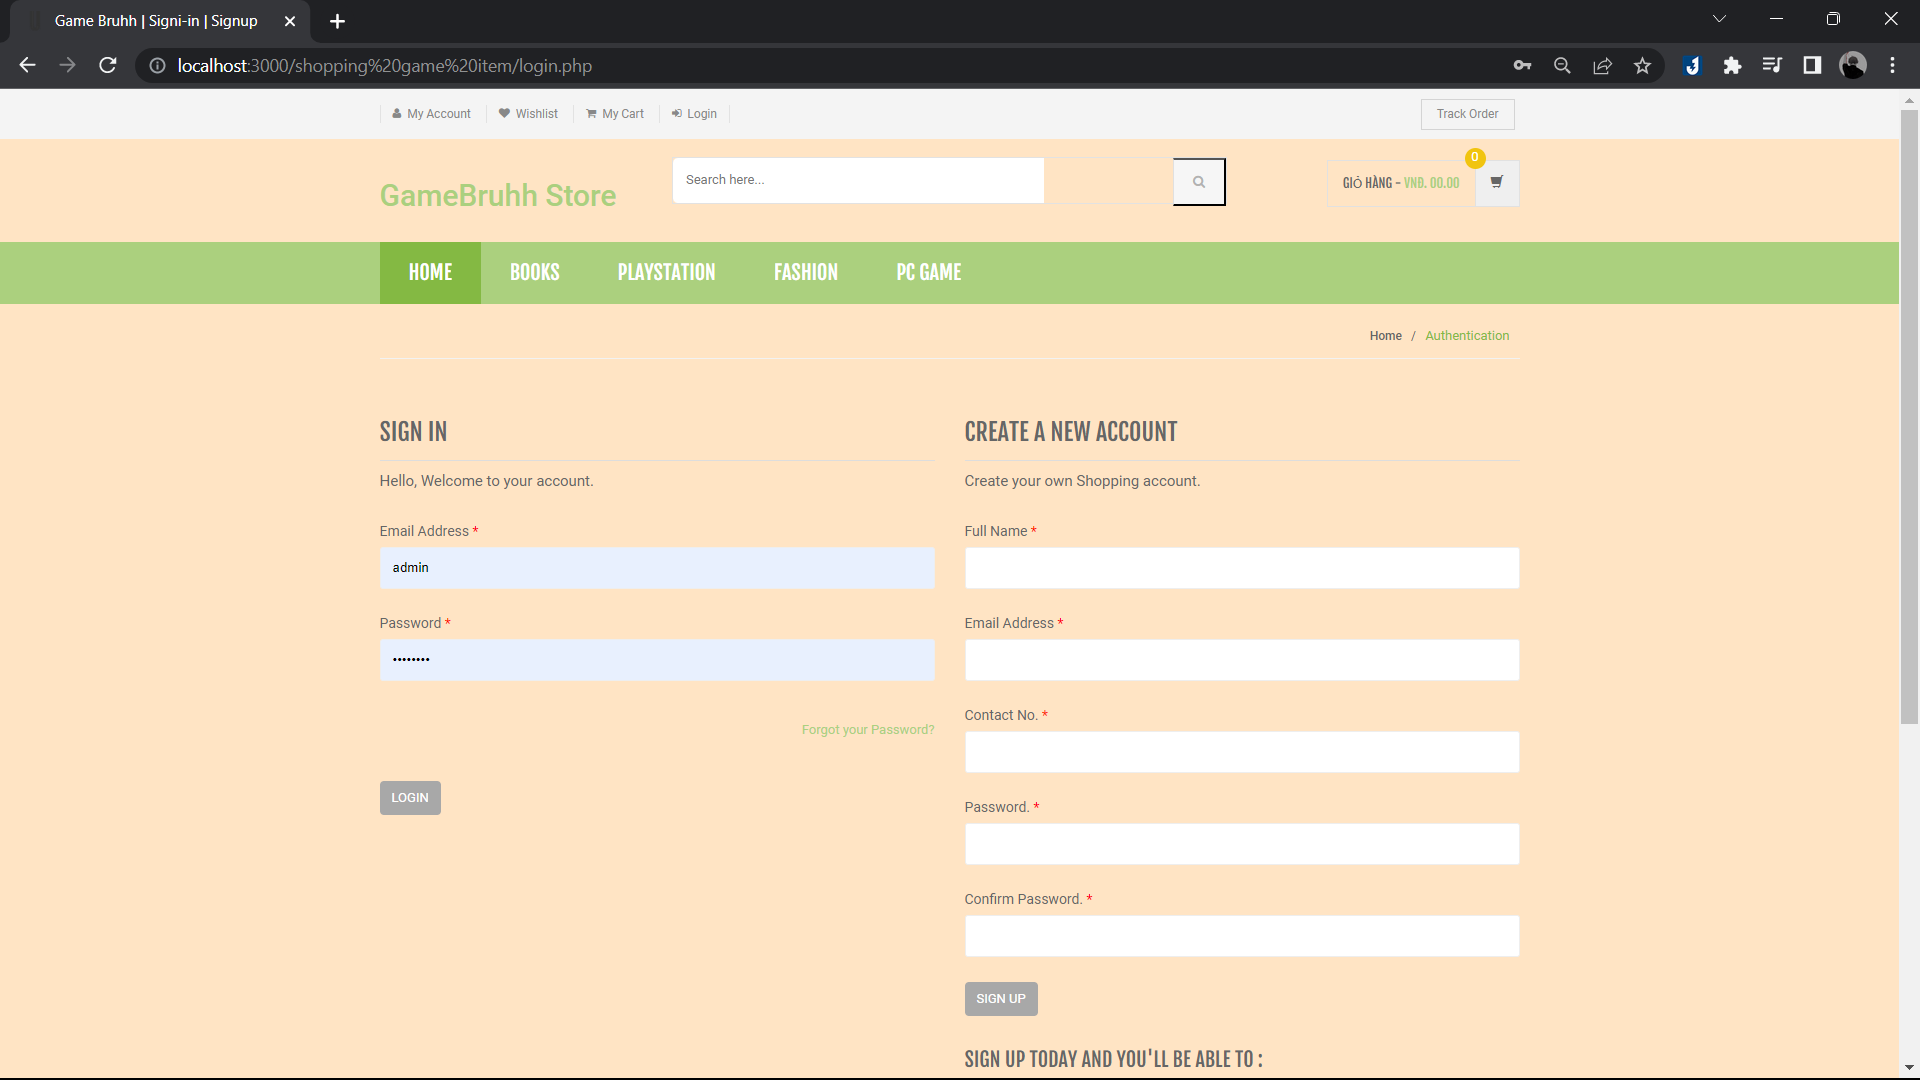 Game Bruhh | Signi-in | Signup
localhost:3000/shopping%20game%20item/login.php
My Account
Wishlist
My Cart
Login
Track Order
GameBruhh Store
Search here...
GIỎ HÀNG - VNĐ. 00.00
0
HOME
BOOKS
PLAYSTATION
FASHION
PC GAME
Home / Authentication
SIGN IN
Hello, Welcome to your account.
Email Address *
admin
Password *
••••••••
Forgot your Password?
LOGIN
CREATE A NEW ACCOUNT
Create your own Shopping account.
Full Name *
Email Address *
Contact No. *
Password. *
Confirm Password. *
SIGN UP
SIGN UP TODAY AND YOU'LL BE ABLE TO :